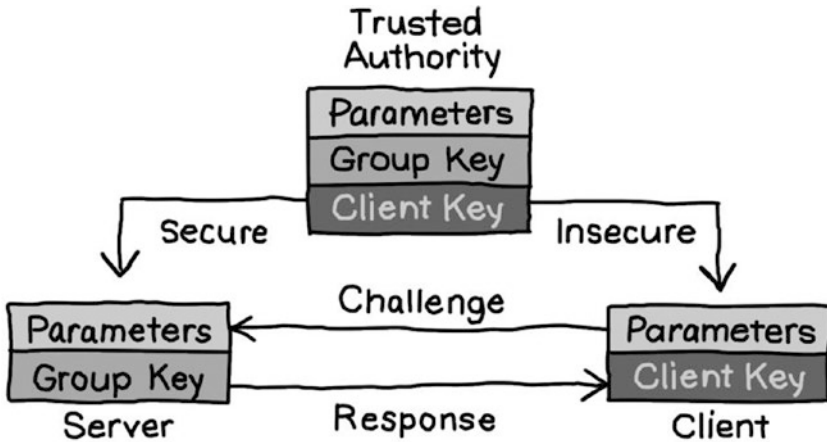 Trusted
Authority
Parameters
Group Key
Client Key
Secure
Insecure
Challenge
Parameters
Group Key
Server
Response
Parameters
Client Key
Client